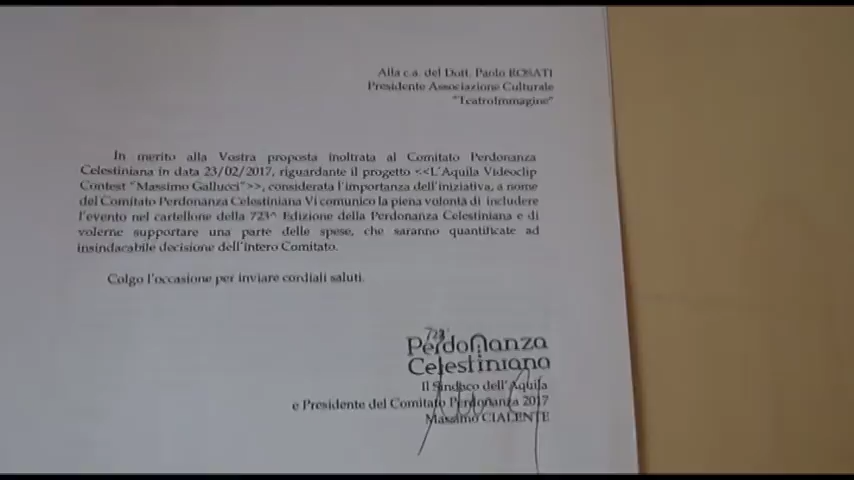 Alla c.a. del Dott. Paolo ROSATI
Presidente Associazione Culturale
"TeatroImmagine"
In merito alla Vostra proposta inoltrata al Comitato Perdonanza
Celestiniana in data 23/02/2017, riguardante il progetto <<L'Aquila Videoclip
Contest "Massimo Gallucci">>, considerata l'importanza dell'iniziativa, a nome
del Comitato Perdonanza Celestiniana Vi comunico la piena volontà di includere
l'evento nel cartellone della 723^ Edizione della Perdonanza Celestiniana e di
volerne supportare una parte delle spese, che saranno quantificate ad
insindacabile decisione dell'intero Comitato.
Colgo l'occasione per inviare cordiali saluti.
723ª
Perdonanza
Celestiniana
Il Sindaco dell'Aquila
e Presidente del Comitato Perdonanza 2017
Massimo CIALENTE